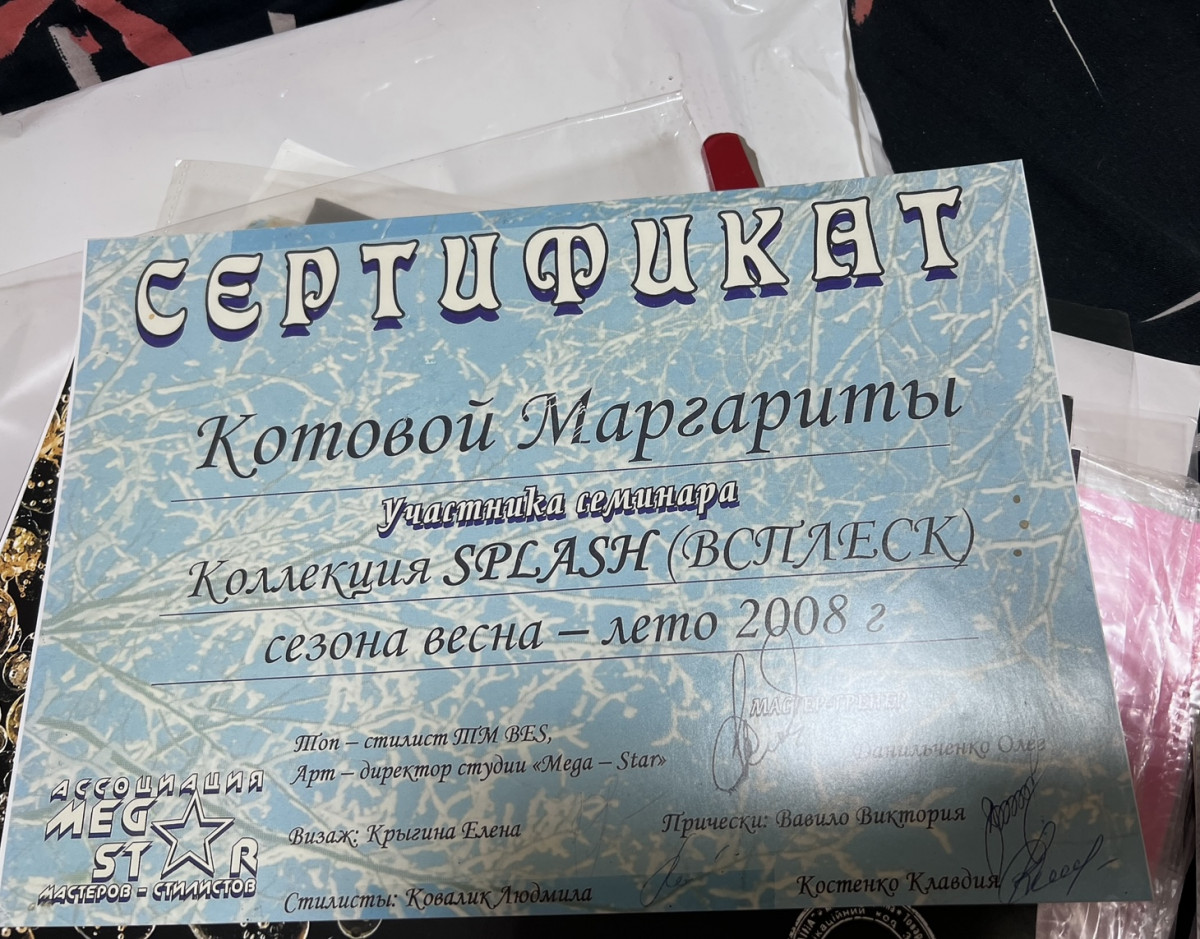 СЕРТИФИКАТ
Котовой Маргариты
Участника семинара
Коллекция SPLASH (ВСПЛЕСК)
сезона весна – лето 2008 г
МАСТЕР-ТРЕНЕР
Топ – стилист ТМ BES,
Арт – директор студии «Mega – Star»
Данильченко Олег
АССОЦИАЦИЯ
MEG
ST R
МАСТЕРОВ - СТИЛИСТОВ
Визаж: Крыгина Елена
Прически: Вавило Виктория
Стилисты: Ковалик Людмила
Костенко Клавдия